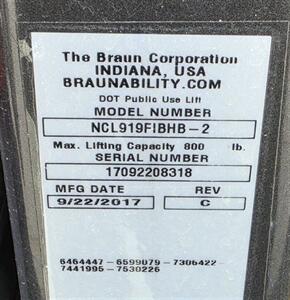 The Braun Corporation
INDIANA, USA
BRAUNABILITY.COM
DOT Public Use Lift
MODEL NUMBER
NCL919FIBHB-2
Max. Lifting Capacity 800 lb.
SERIAL NUMBER
17092208318
MFG DATE REV
9/22/2017 C
6464447-6599079-7306422-
7441995-7530226